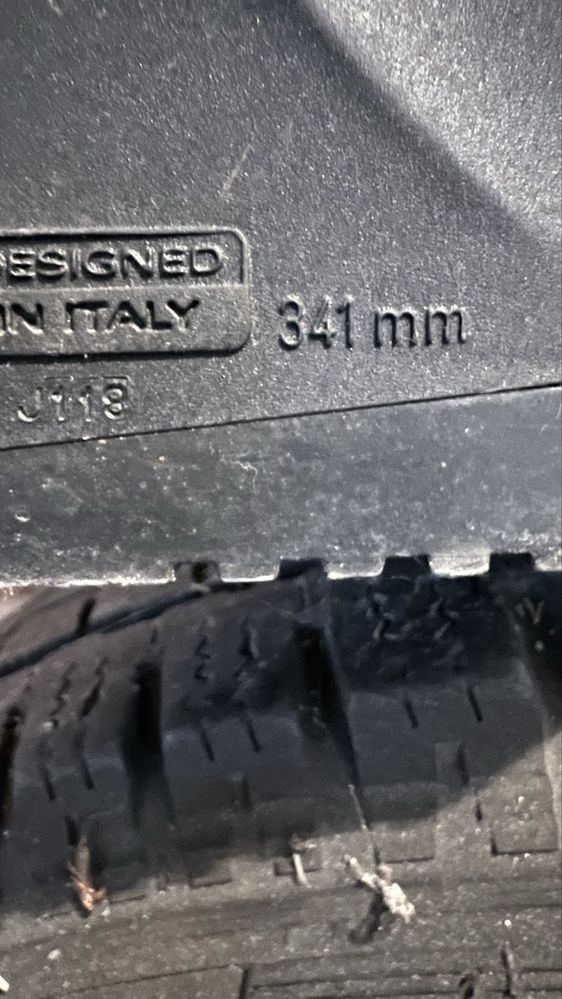 DESIGNED
IN ITALY
341 mm
J118